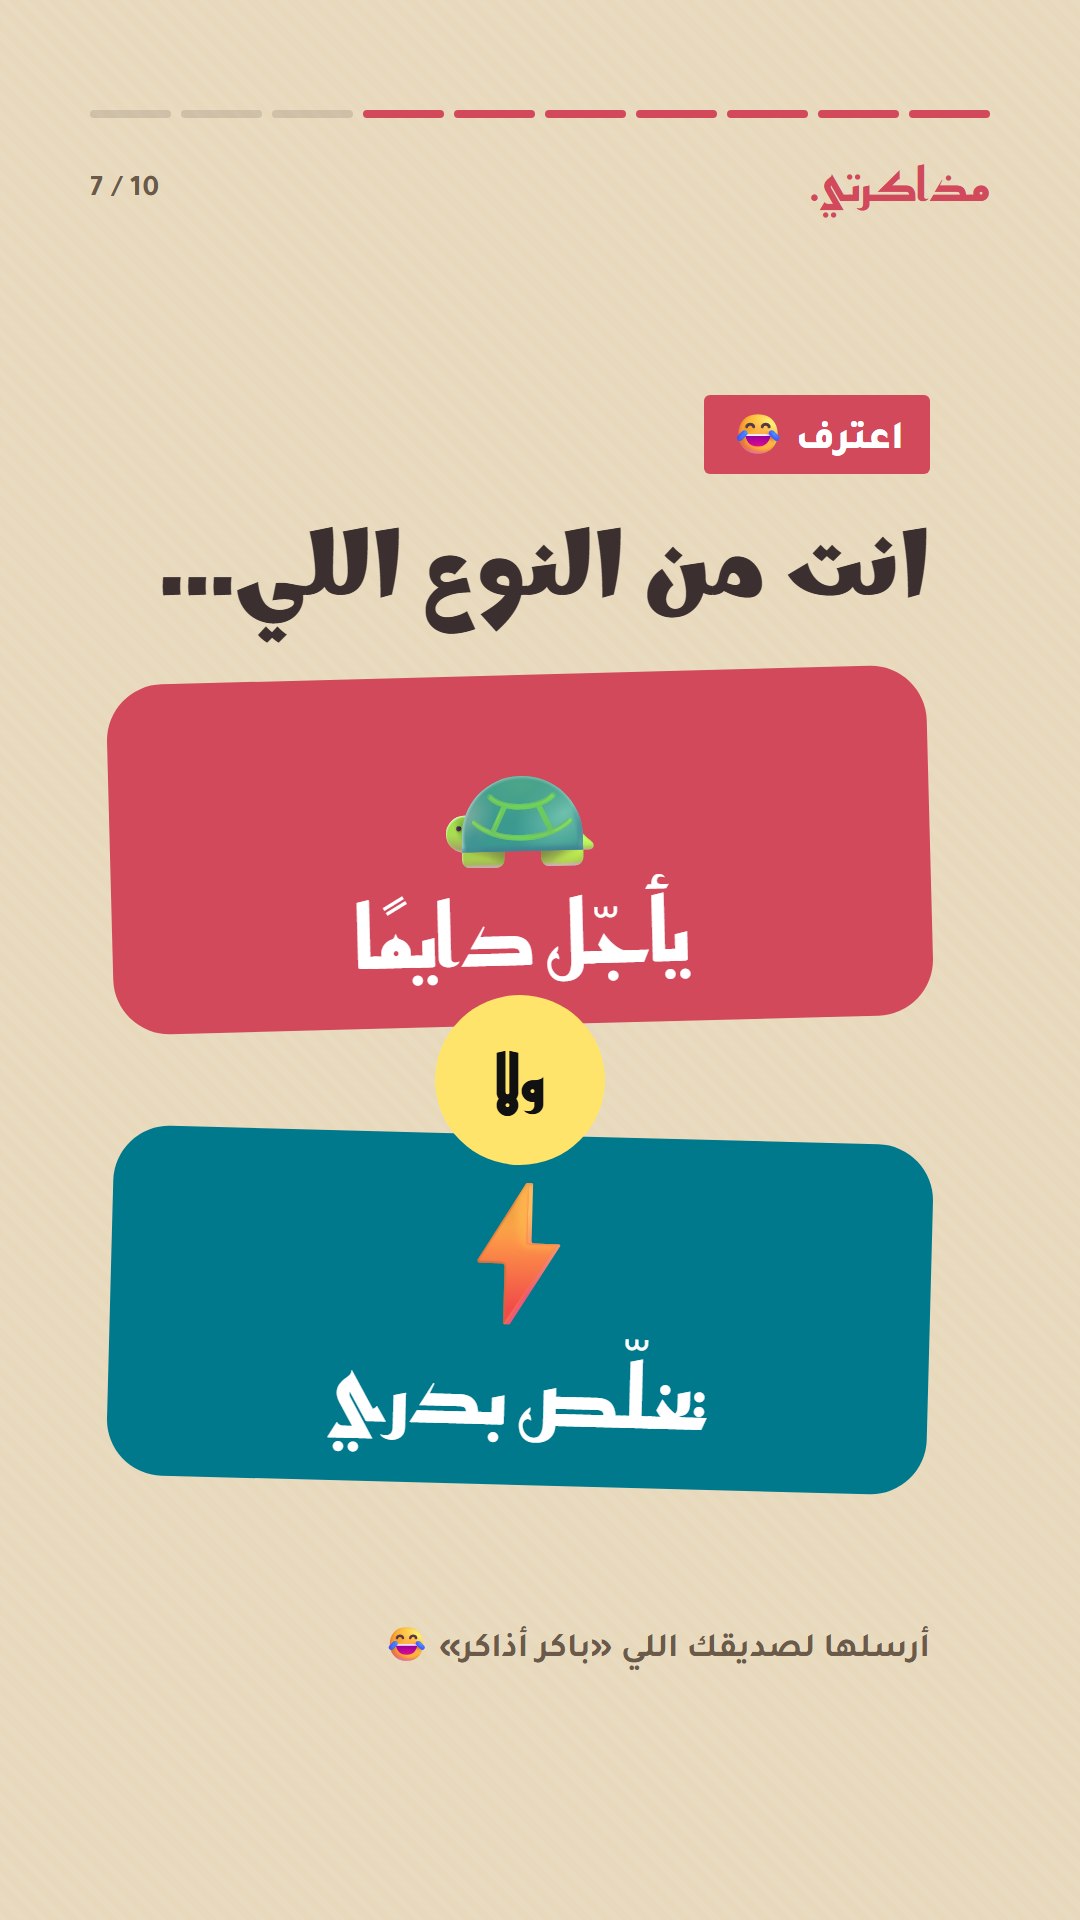 مذاكرتي.
7 / 10
اعترف 😂
انت من النوع اللي...
يأجّل دايمًا
ولا
تخلّص بدري
أرسلها لصديقك اللي «باكر أذاكر» 😂